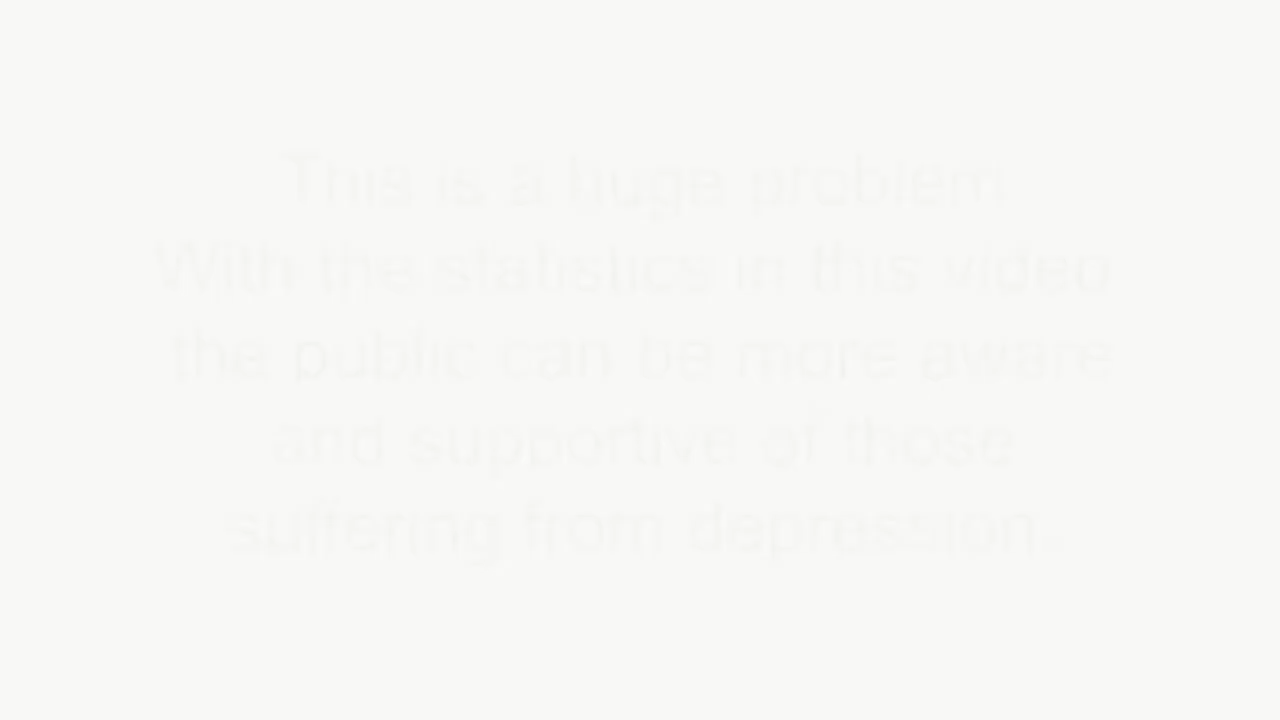 This is a huge problem
With the statistics in this video
the public can be more aware
and supportive of those
suffering from depression.